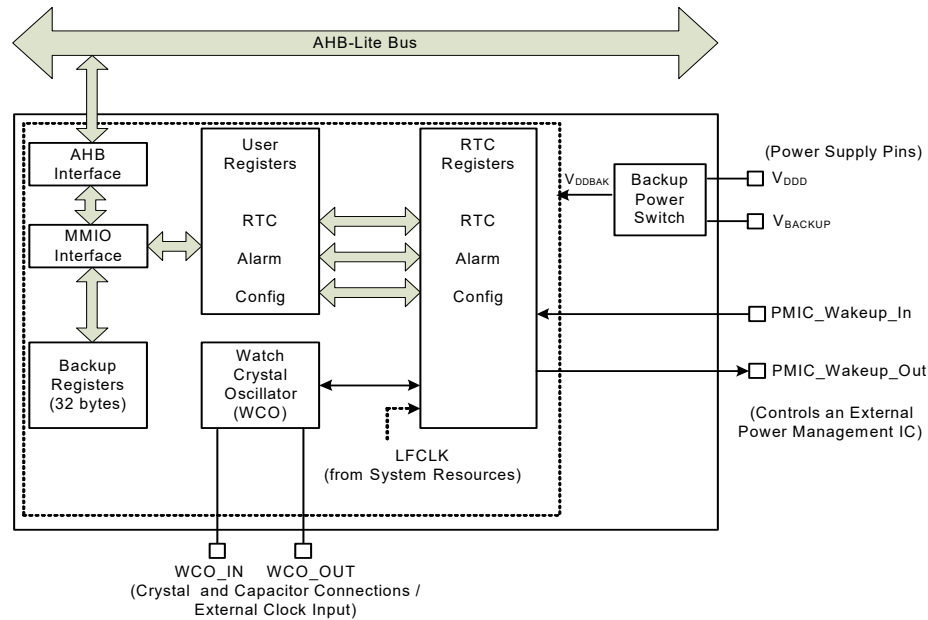 AHB-Lite Bus
AHB
Interface
MMIO
Interface
Backup
Registers
(32 bytes)
User
Registers
RTC
Alarm
Config
Watch
Crystal
Oscillator
(WCO)
RTC
Registers
RTC
Alarm
Config
LFCLK
(from System Resources)
VDDBAK
Backup
Power
Switch
(Power Supply Pins)
VDDD
VBACKUP
PMIC_Wakeup_In
PMIC_Wakeup_Out
(Controls an External
Power Management IC)
WCO_IN WCO_OUT
(Crystal and Capacitor Connections /
External Clock Input)